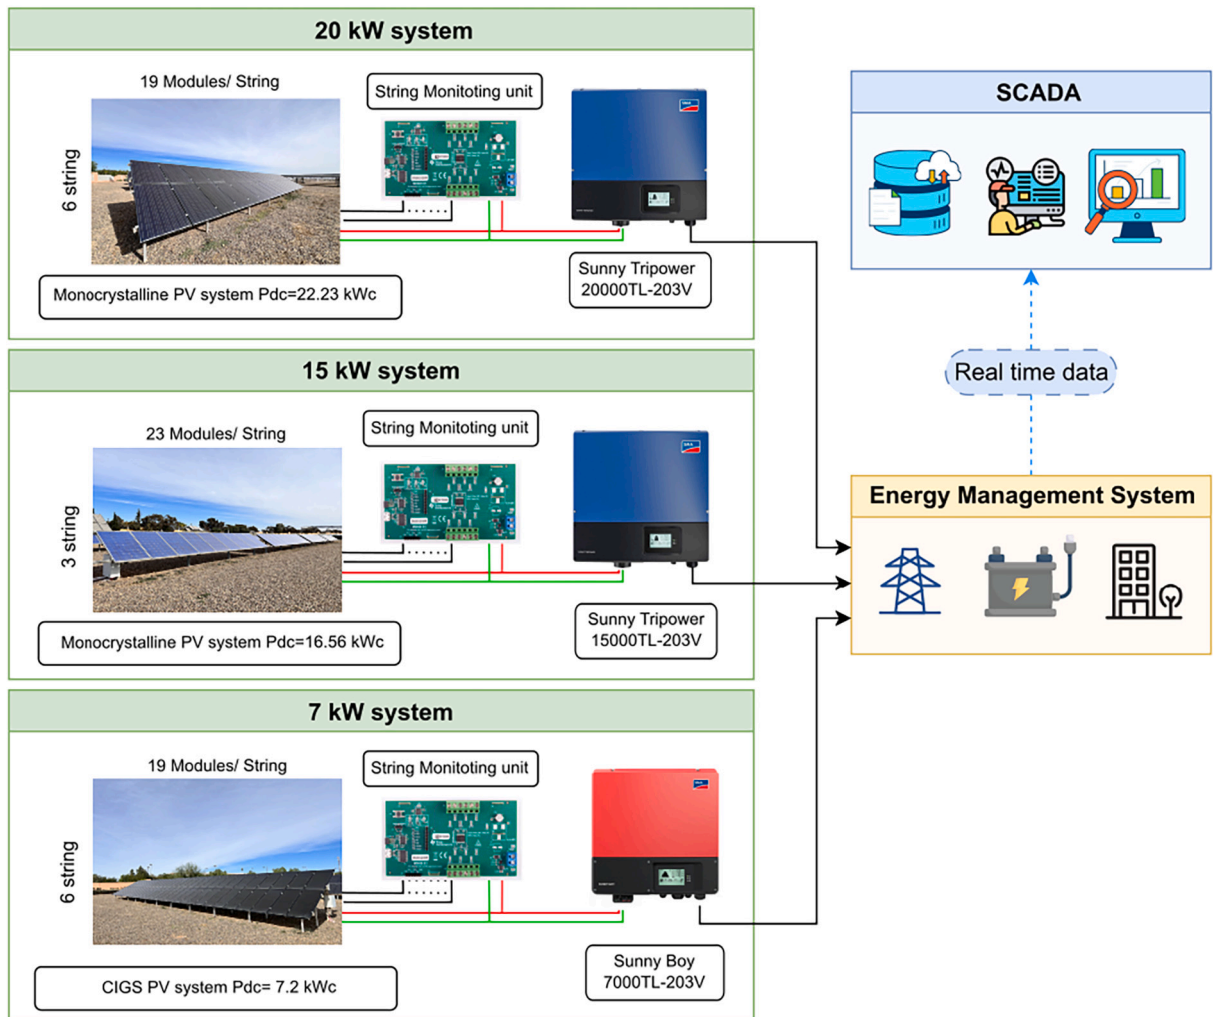 20 kW system
19 Modules/ String
String Monitoting unit
6 string
SMA
Sunny Tripower
20000TL-203V
Monocrystalline PV system Pdc=22.23 kWc
15 kW system
23 Modules/ String
String Monitoting unit
3 string
SMA
Sunny Tripower
15000TL-203V
Monocrystalline PV system Pdc=16.56 kWc
7 kW system
19 Modules/ String
String Monitoting unit
6 string
SMA
Sunny Boy
7000TL-203V
CIGS PV system Pdc= 7.2 kWc
SCADA
Real time data
Energy Management System